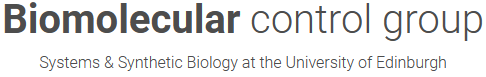 Biomolecular control group
Systems & Synthetic Biology at the University of Edinburgh